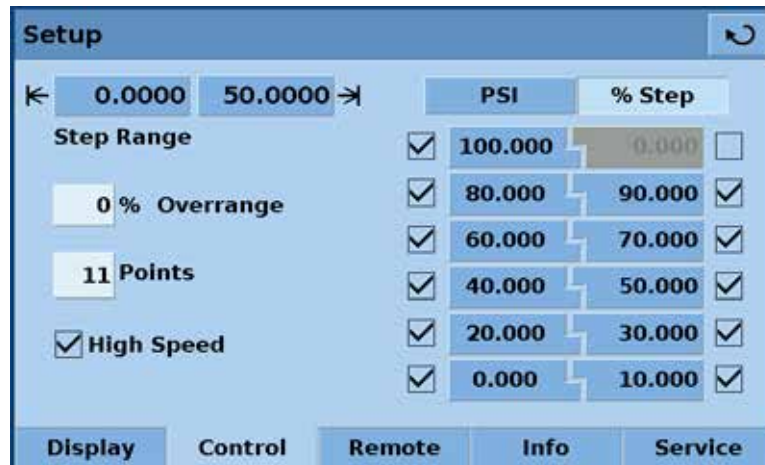 Setup
0.0000 50.0000 PSI % Step
Step Range
100.000 0.000
80.000 90.000
0 % Overrange
60.000 70.000
11 Points
40.000 50.000
High Speed
20.000 30.000
0.000 10.000
Display Control Remote Info Service